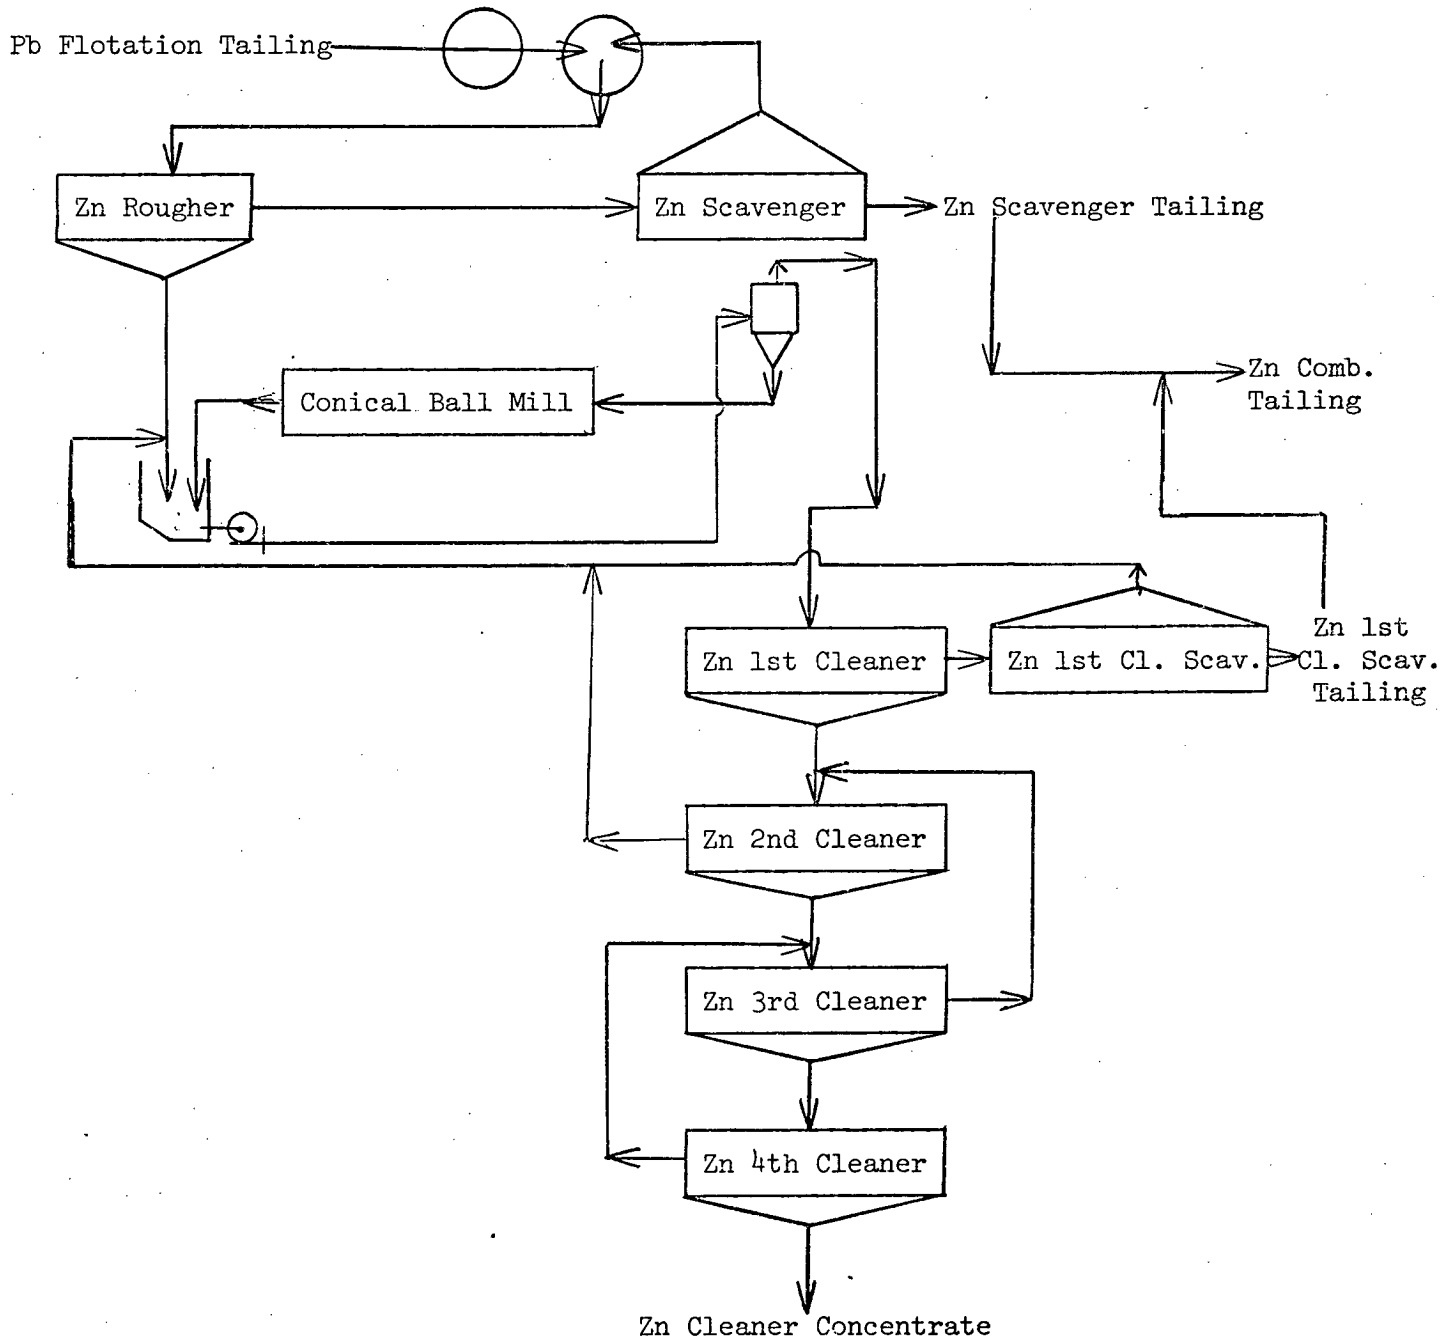 Pb Flotation Tailing
Zn Rougher
Zn Scavenger
Zn Scavenger Tailing
Conical Ball Mill
Zn Comb.
Tailing
Zn 1st Cleaner
Zn 1st Cl. Scav.
Zn 1st
Cl. Scav.
Tailing
Zn 2nd Cleaner
Zn 3rd Cleaner
Zn 4th Cleaner
Zn Cleaner Concentrate